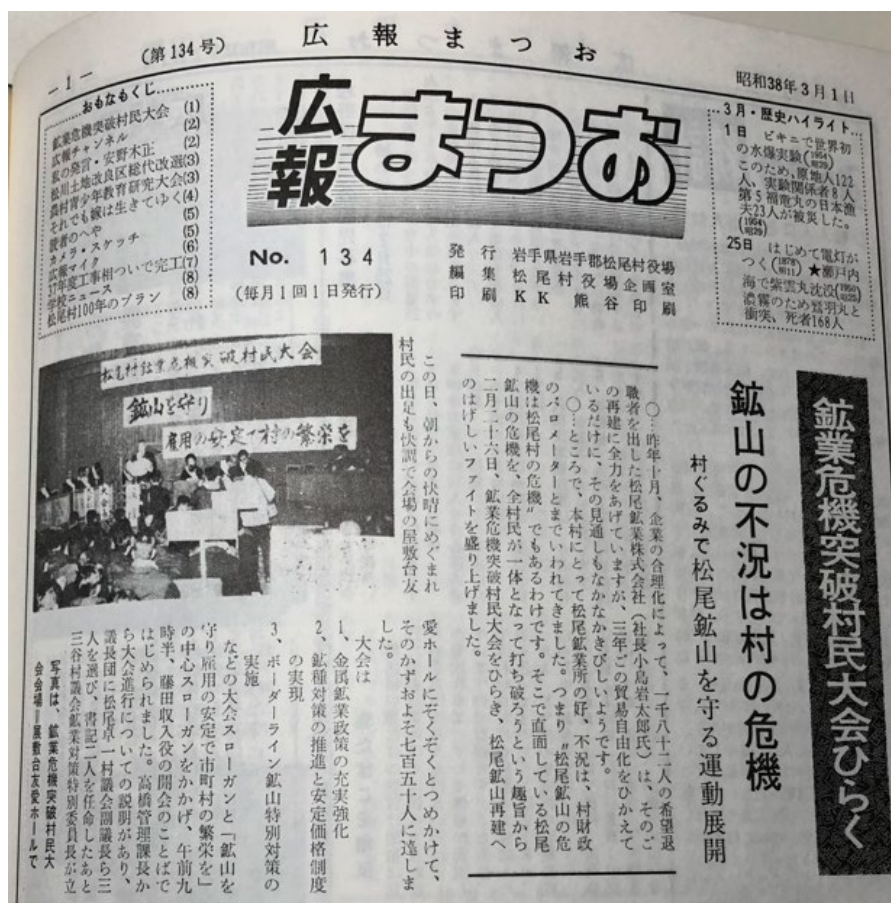 －１－
(第134号)
広報まつお
昭和38年3月1日
おもなもくじ
鉱業危機突破村民大会 (1)
広報チャンネル (2)
私の発言・安野木正 (2)
松川土地改良区総代改選(3)
農村青少年教育研究大会(3)
それでも嫁は生きてゆく(4)
読者のへや (5)
カメラ・スケッチ (5)
広報マイク (6)
37年度工事相ついで完工(7)
学校ニュース (8)
松尾村100年のプラン (8)
広報 まつお
No. 134
(毎月1回1日発行)
発行 岩手県岩手郡松尾村役場
編集 松尾村役場企画室
印刷 KK熊谷印刷
3月・歴史ハイライト
1日 ビキニで世界初
の水爆実験(1954 昭29)
このため、原地人122
人、実験関係者8人
第5福竜丸の日本漁
夫23人が被災した。
(1954 昭29)
25日 はじめて電灯が
つく(1878 明11) ★瀬戸内
海で紫雲丸沈没
濃霧のため鷲羽丸と
衝突、死者168人
鉱業危機突破村民大会ひらく
鉱山の不況は村の危機
村ぐるみで松尾鉱山を守る運動展開
○…昨年十月、企業の合理化によって、一千八十二人の希望退
職者を出した松尾鉱業株式会社(社長小島岩太郎氏)は、そのご
の再建に全力をあげていますが、三年ごの貿易自由化をひかえて
いるだけに、その見通しもなかなかきびしいようです。
○…ところで、本村にとって松尾鉱業所の好、不況は、村財政
のバロメーターとまでいわれてきました。つまり〝松尾鉱山の危
機は松尾村の危機〟でもあるわけです。そこで直面している松尾
鉱山の危機を、全村民が一体となって打ち破ろうという趣旨から
二月二十六日、鉱業危機突破村民大会をひらき、松尾鉱山再建へ
のはげしいファイトを盛り上げました。
松尾村鉱業危機突破村民大会
鉱山を守り
雇用の安定で村の繁栄を
この日、朝からの快晴にめぐまれ
村民の出足も快調で会場の屋敷台友
愛ホールにぞくぞくとつめかけて、
そのかずおよそ七百五十人に達しま
した。
大会は
1、金属鉱業政策の充実強化
2、鉱種対策の推進と安定価格制度
の実現
3、ボーダーライン鉱山特別対策の
実施
などの大会スローガンと「鉱山を
守り雇用の安定で市町村の繁栄を」
の中心スローガンをかかげ、午前九
時半、藤田収入役の開会のことばで
はじめられました。高橋管理課長か
ら大会進行についての説明があり、
議長団に松尾卓一村議会副議長ら三
人を選び、書記二人を任命したあと
三谷村議会鉱業対策特別委員長が立
写真は、鉱業危機突破村民大
会会場＝屋敷台友愛ホールで